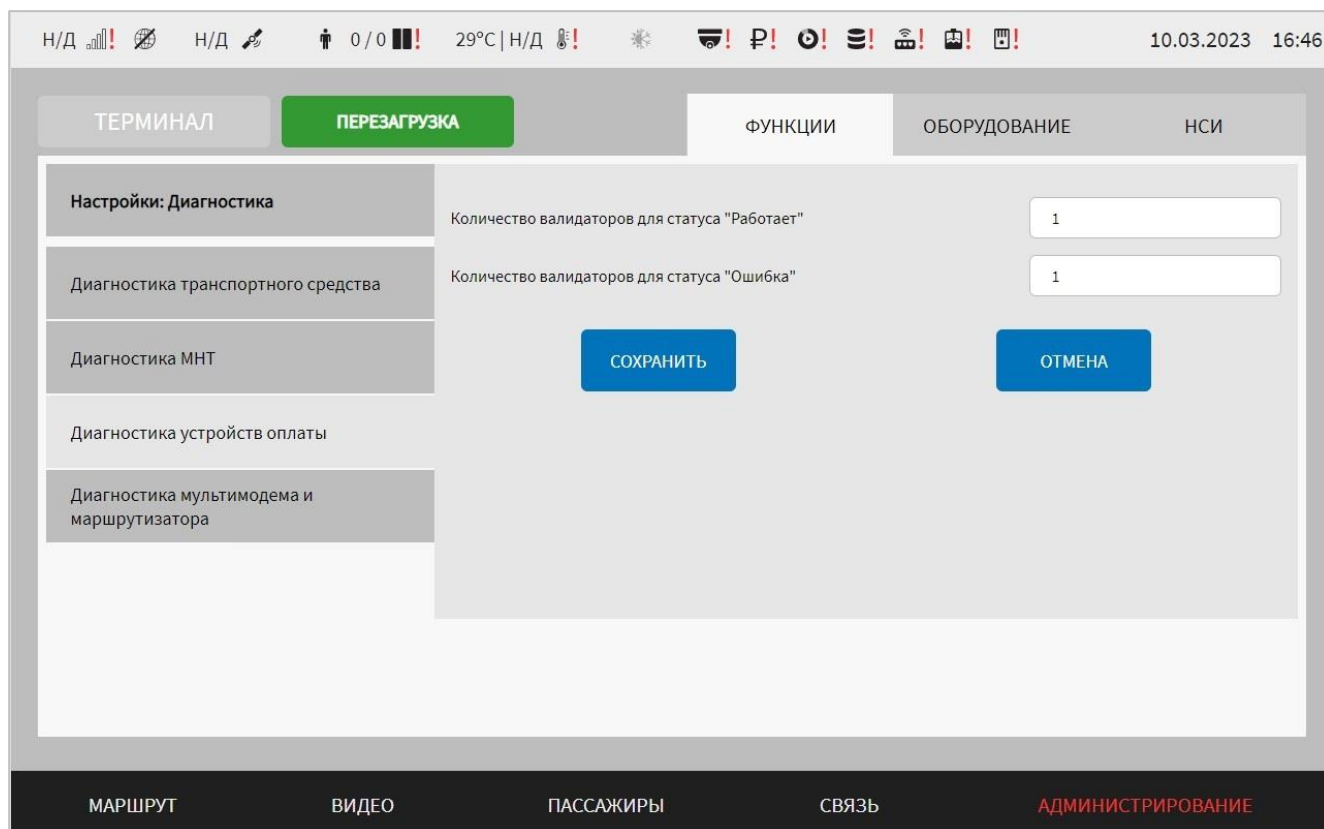 Н/Д ! Н/Д 0 / 0 ! 29°C | Н/Д ! ! ₽! ! ! ! ! ! 10.03.2023 16:46
ТЕРМИНАЛ ПЕРЕЗАГРУЗКА ФУНКЦИИ ОБОРУДОВАНИЕ НСИ
Настройки: Диагностика
Количество валидаторов для статуса "Работает" 1
Диагностика транспортного средства
Количество валидаторов для статуса "Ошибка" 1
Диагностика МНТ
СОХРАНИТЬ ОТМЕНА
Диагностика устройств оплаты
Диагностика мультимодема и
маршрутизатора
МАРШРУТ ВИДЕО ПАССАЖИРЫ СВЯЗЬ АДМИНИСТРИРОВАНИЕ